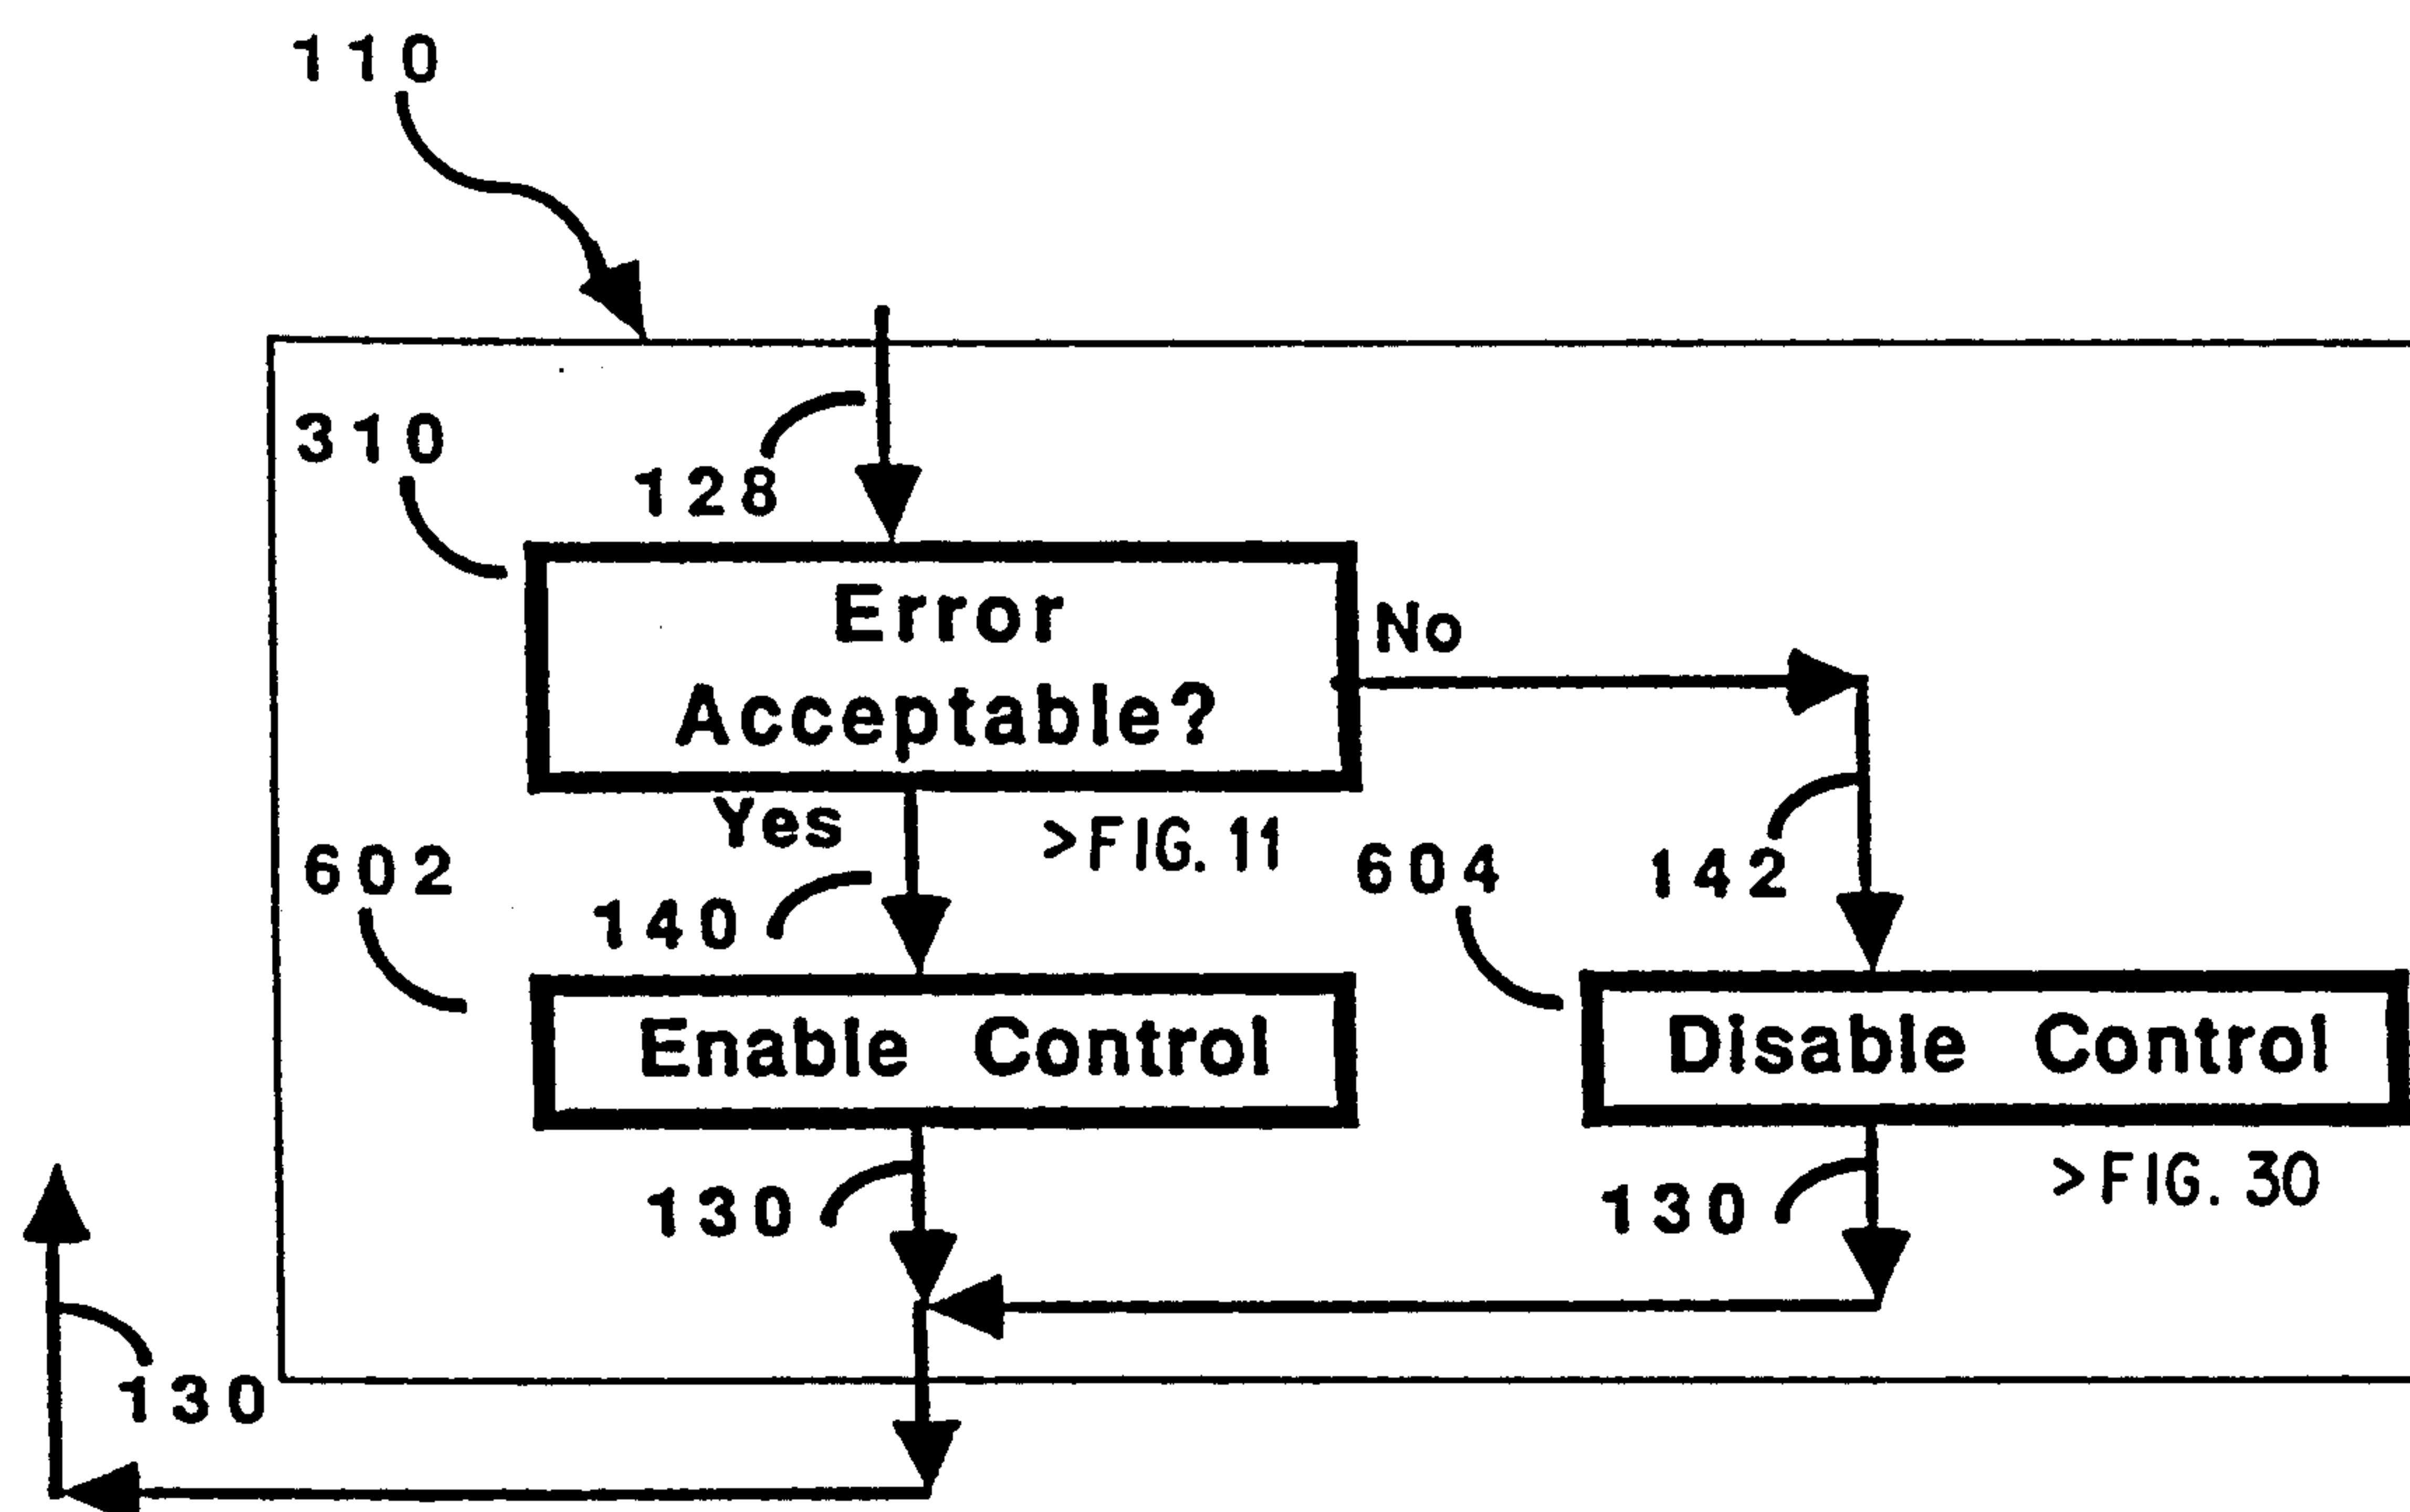 110
310
128
Error
Acceptable?
No
Yes
>FIG. 11
602
604
142
140
Enable Control
Disable Control
130
130
>FIG. 30
130